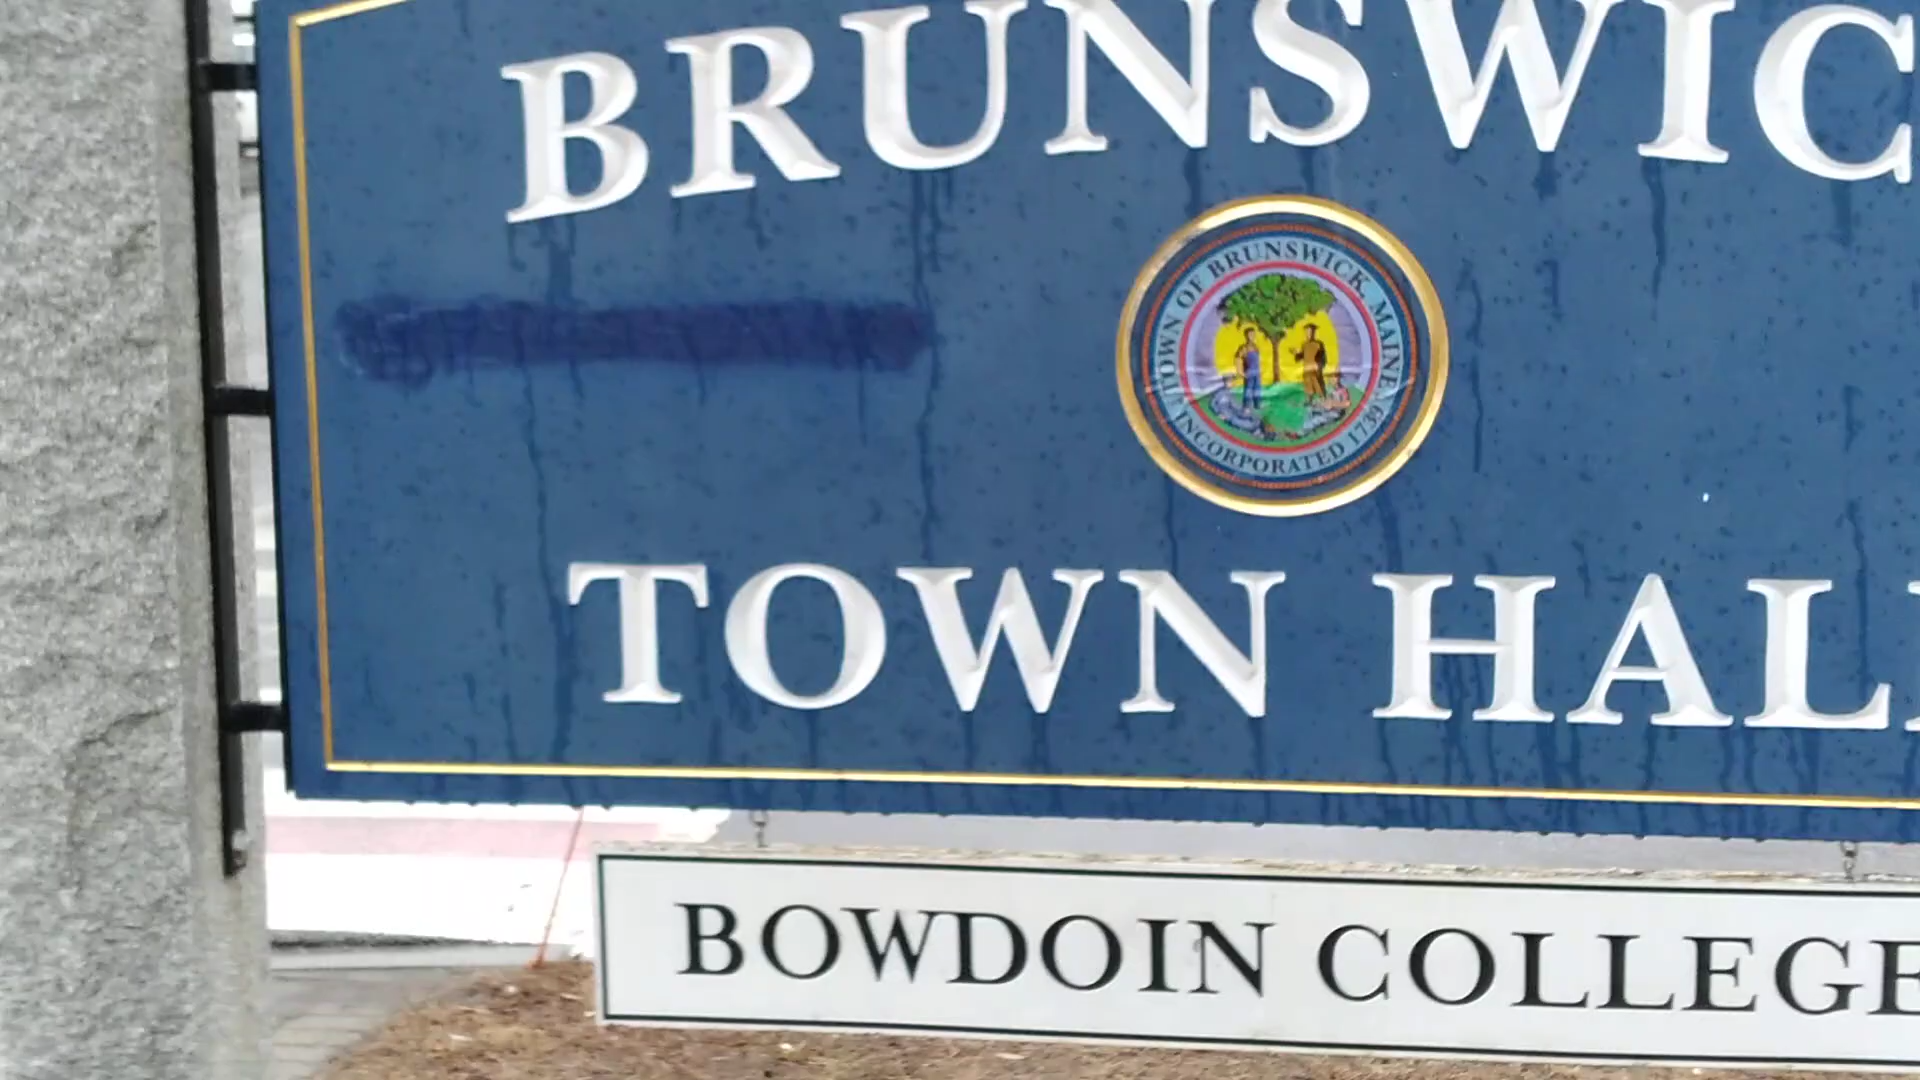 BRUNSWIC
TOWN OF BRUNSWICK, MAINE
INCORPORATED 1739
TOWN HAL
BOWDOIN COLLEGE